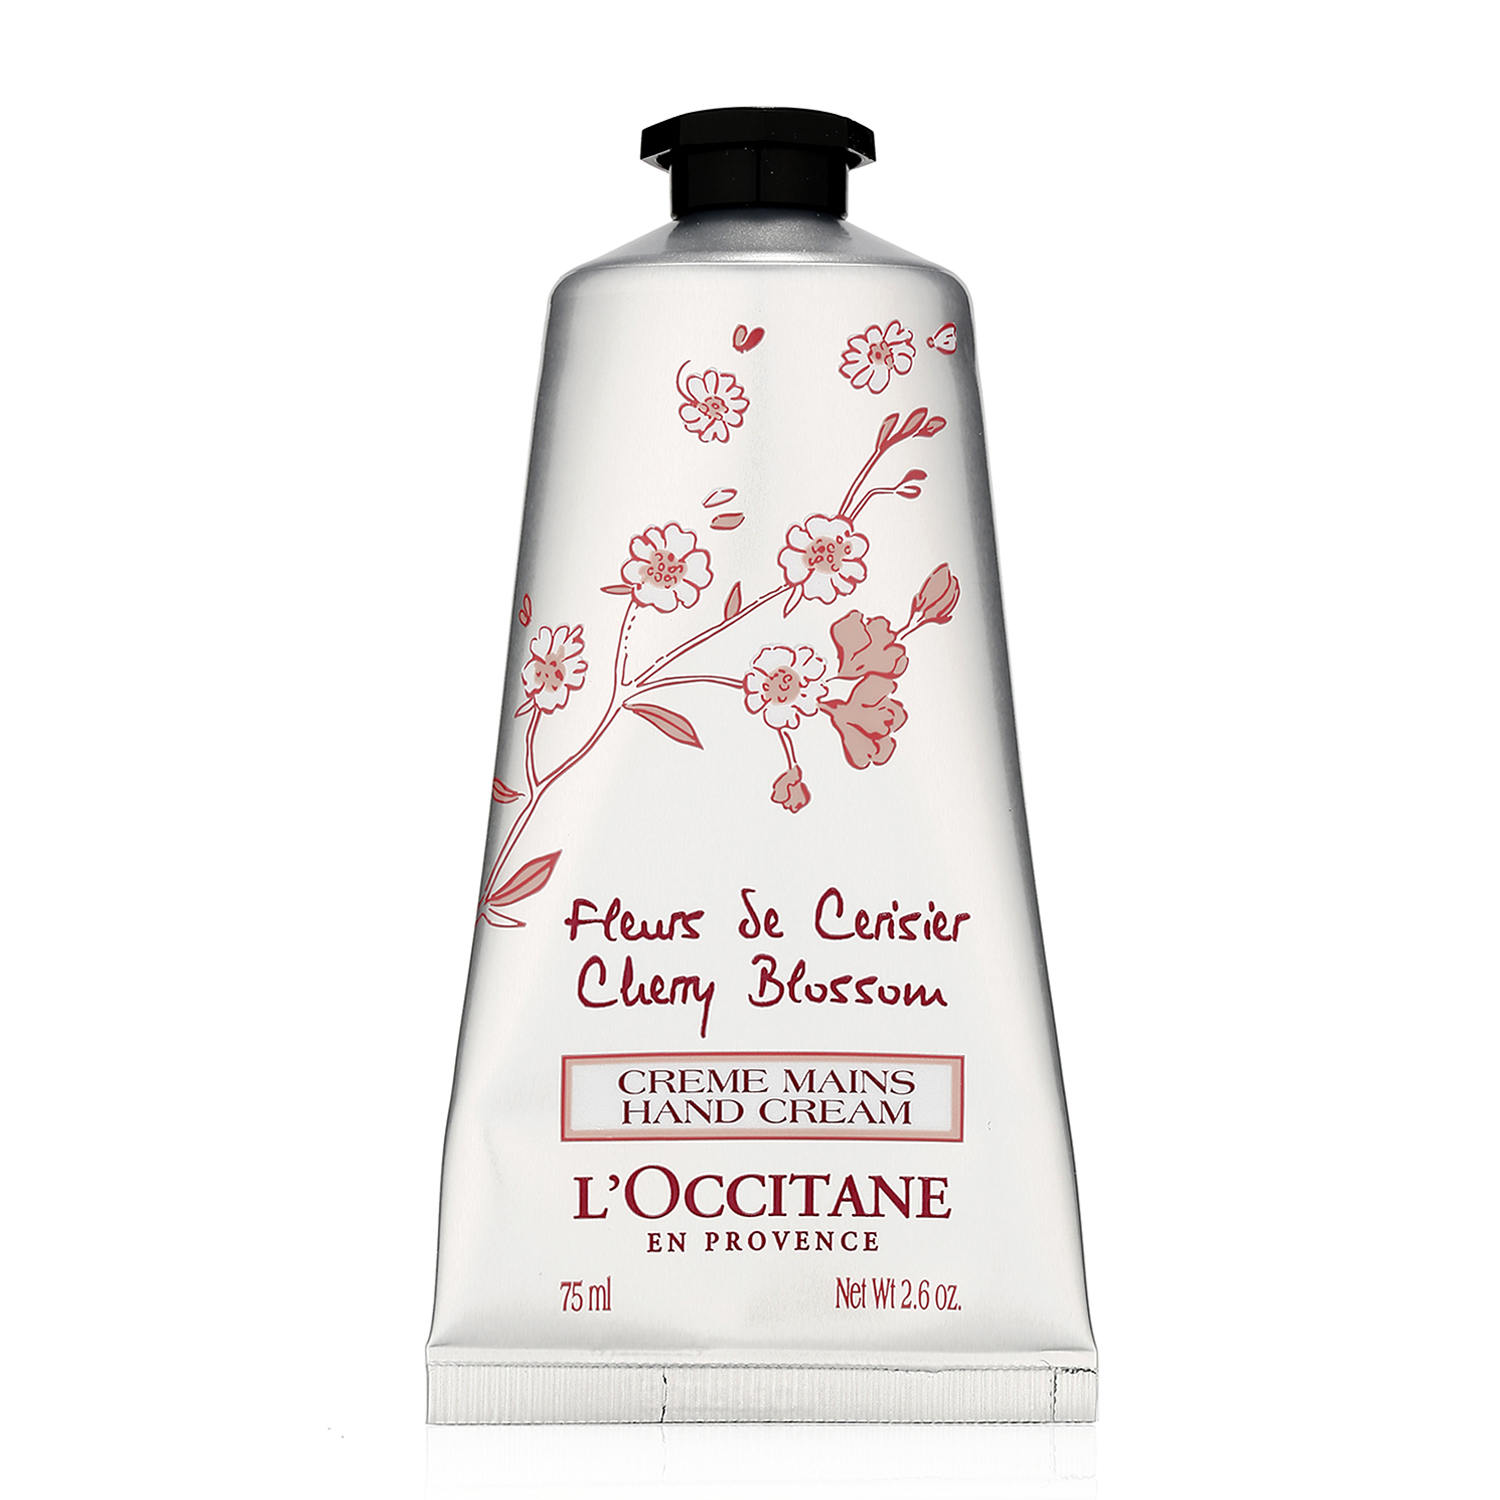 Fleurs de Cerisier
Cherry Blossom
CREME MAINS
HAND CREAM
L'OCCITANE
EN PROVENCE
75 ml
Net Wt 2.6 oz.